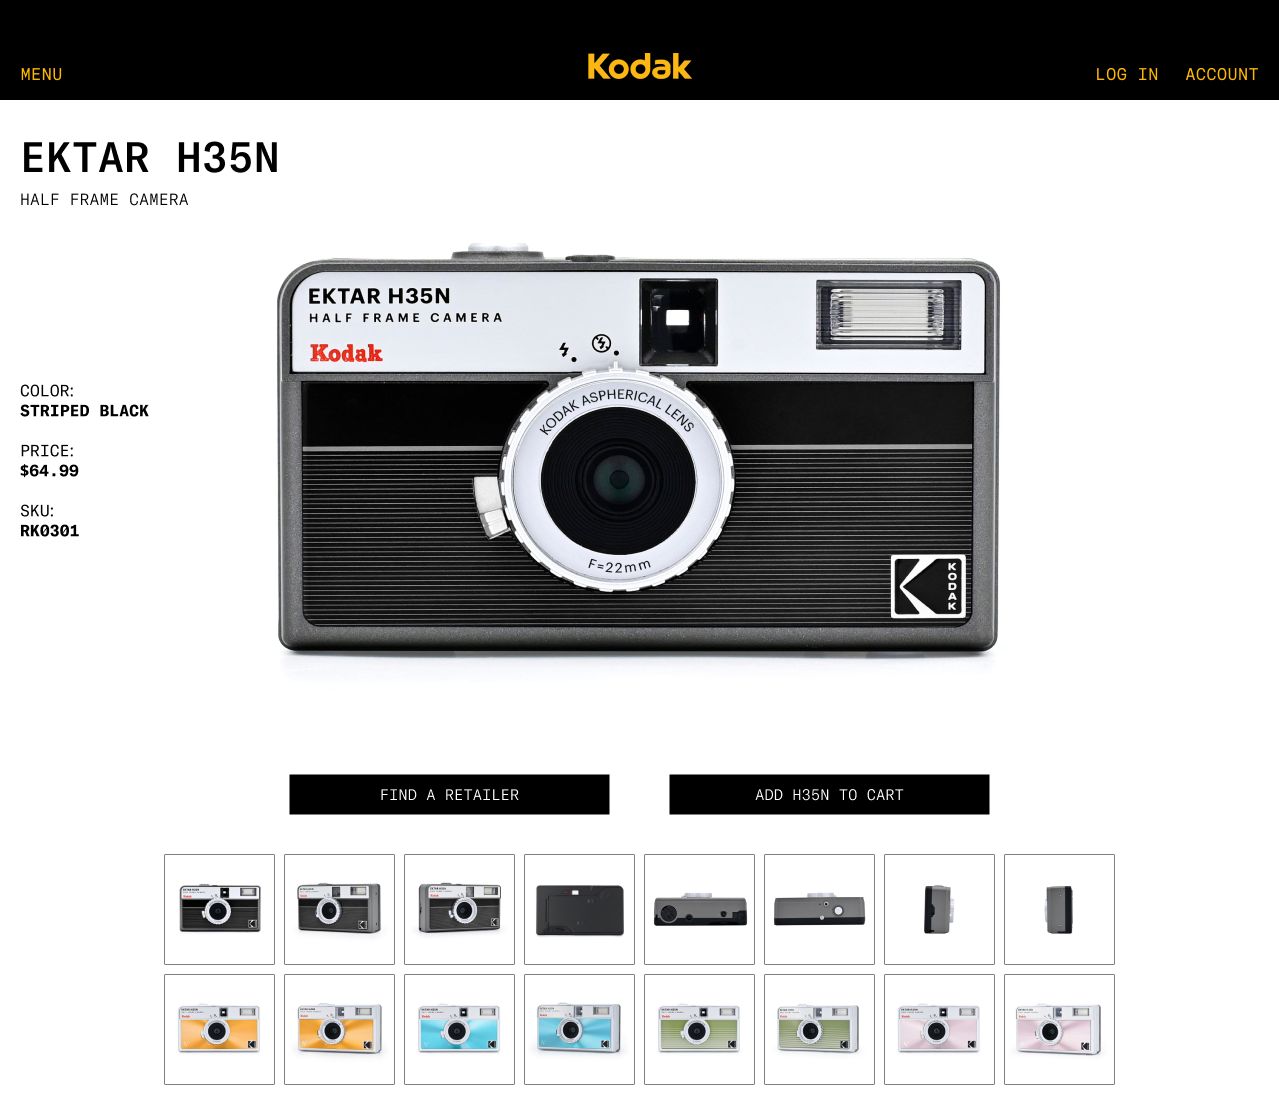 MENU
Kodak
LOG IN
ACCOUNT
EKTAR H35N
HALF FRAME CAMERA
EKTAR H35N
HALF FRAME CAMERA
Kodak
KODAK ASPHERICAL LENS
F=22mm
KODAK
COLOR:
STRIPED BLACK
PRICE:
$64.99
SKU:
RK0301
FIND A RETAILER
ADD H35N TO CART